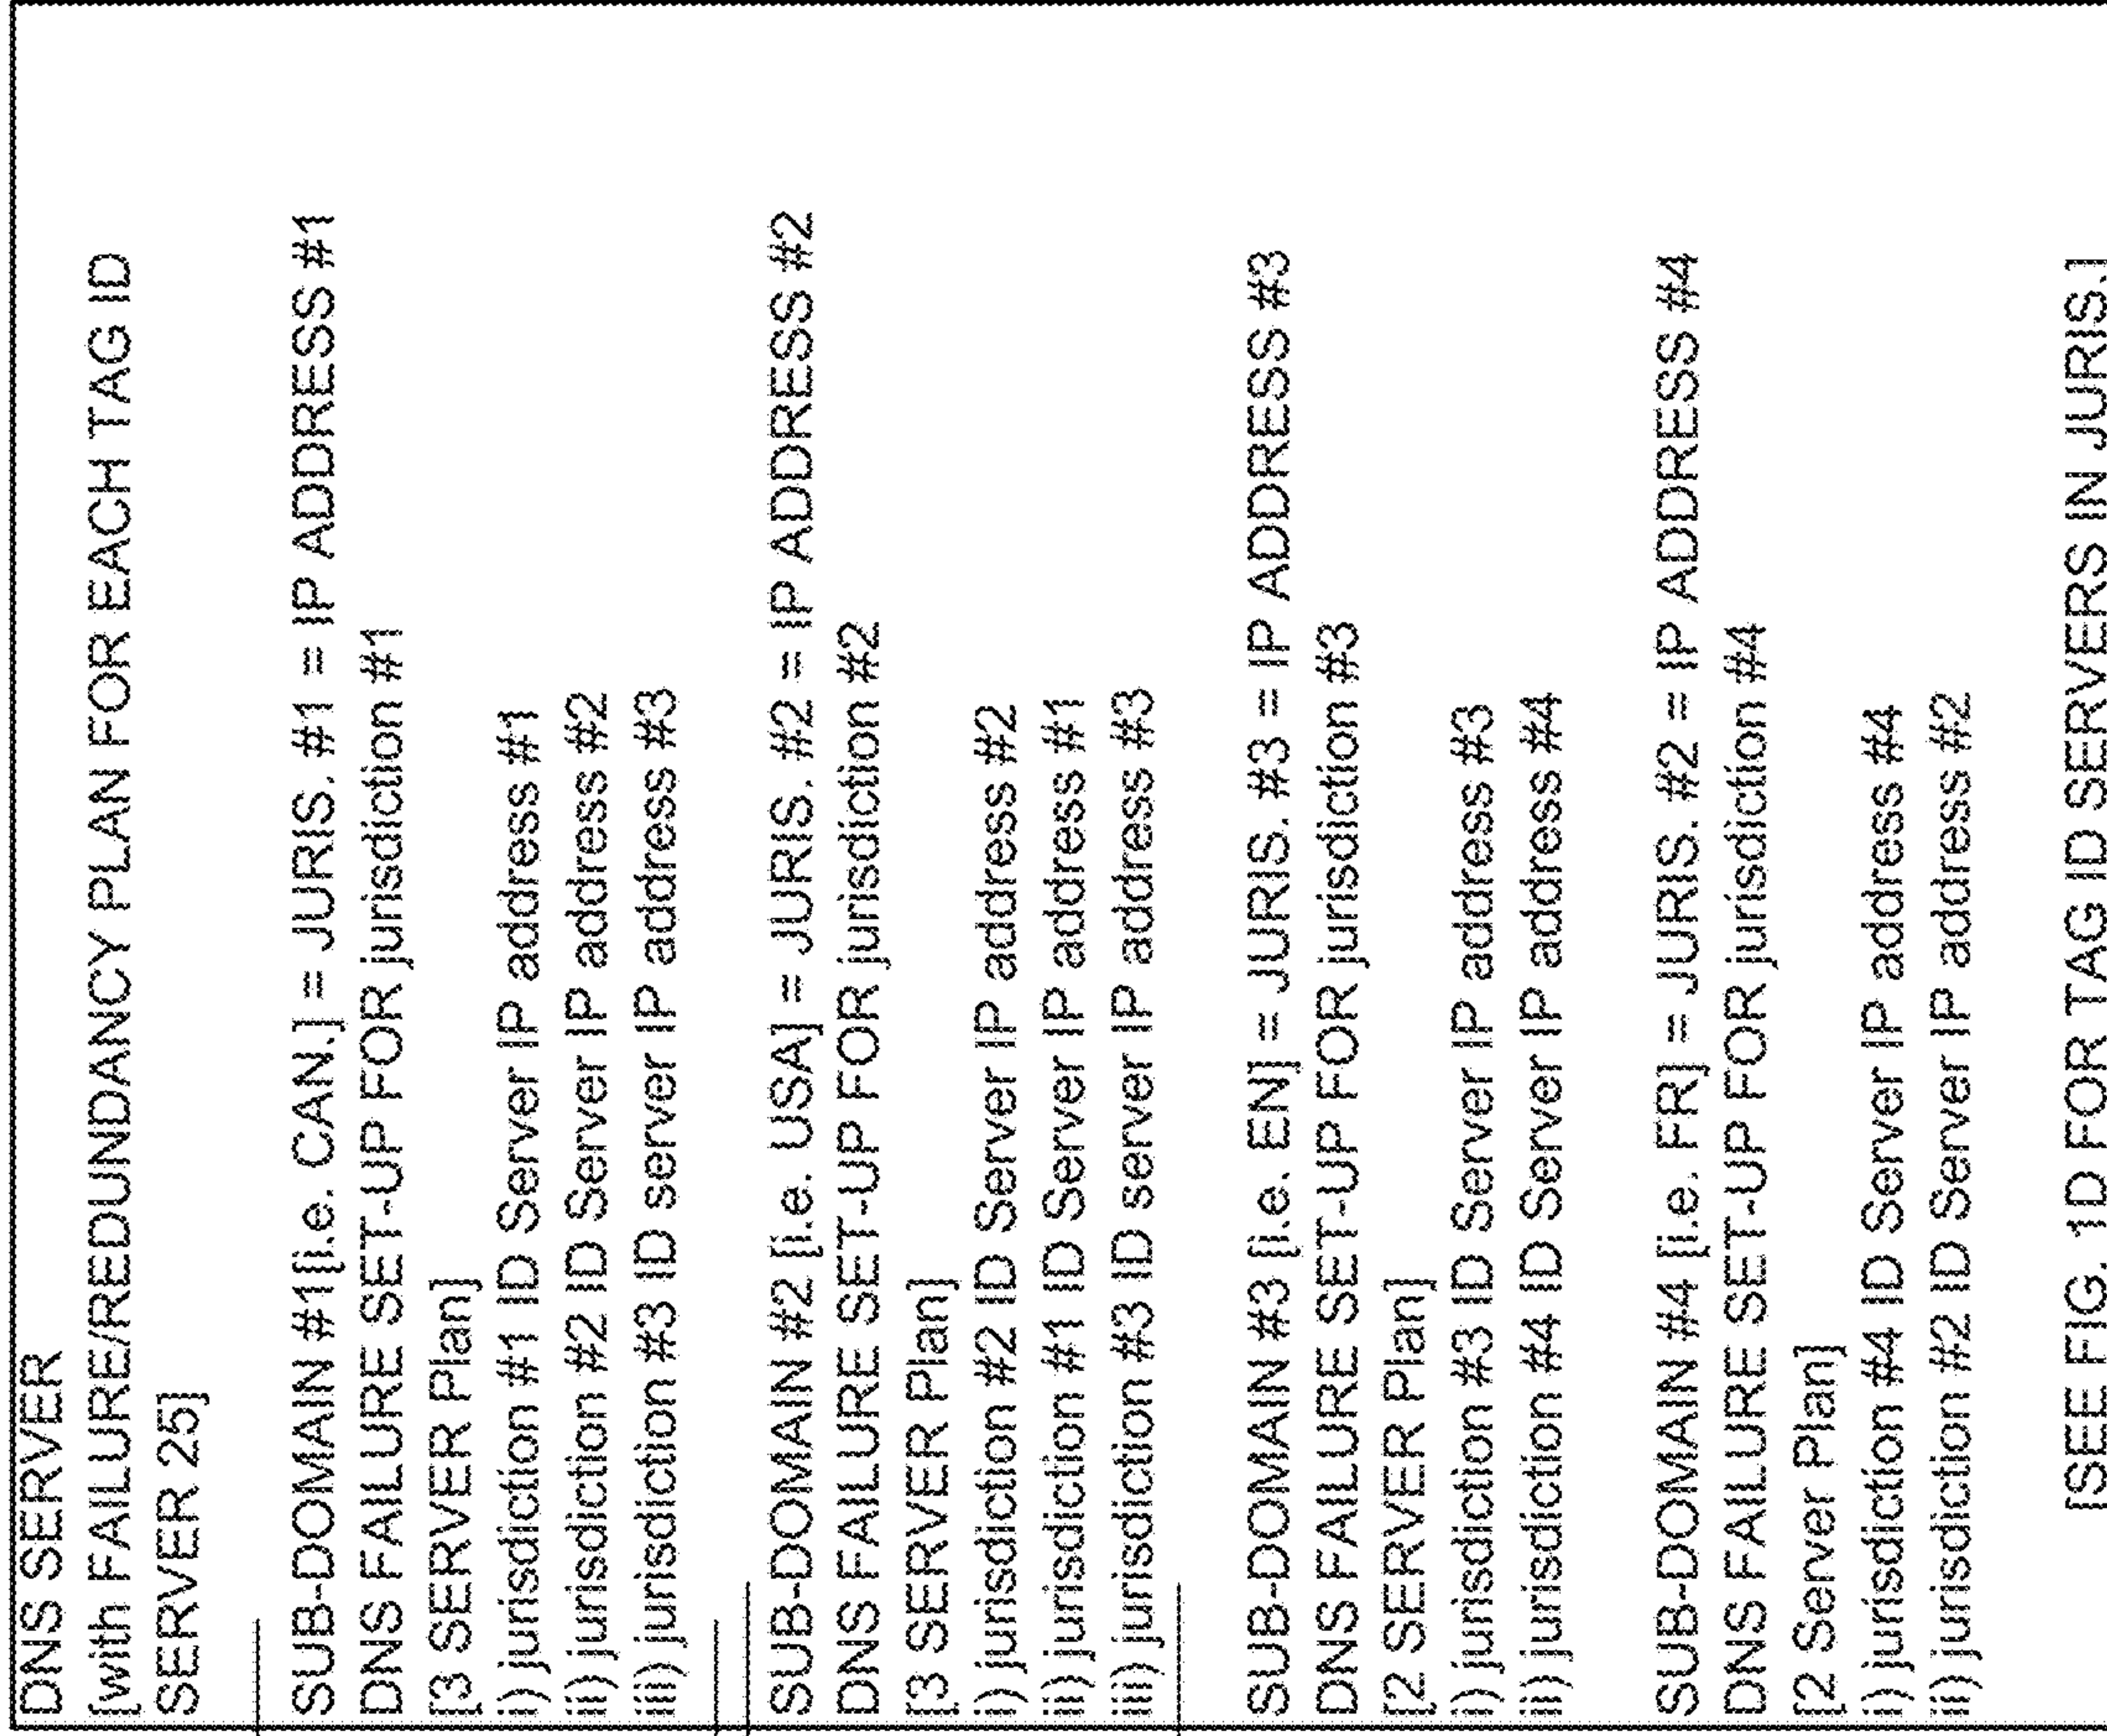 DNS SERVER
[with FAILURE/REDUNDANCY PLAN FOR EACH TAG ID
SERVER 25]
SUB-DOMAIN #1[i.e. CAN.] = JURIS. #1 = IP ADDRESS #1
DNS FAILURE SET-UP FOR jurisdiction #1
[3 SERVER Plan]
i) jurisdiction #1 ID Server IP address #1
ii) jurisdiction #2 ID Server IP address #2
iii) jurisdiction #3 ID server IP address #3
SUB-DOMAIN #2 [i.e. USA] = JURIS. #2 = IP ADDRESS #2
DNS FAILURE SET-UP FOR jurisdiction #2
[3 SERVER Plan]
i) jurisdiction #2 ID Server IP address #2
ii) jurisdiction #1 ID Server IP address #1
iii) jurisdiction #3 ID server IP address #3
SUB-DOMAIN #3 [i.e. EN] = JURIS. #3 = IP ADDRESS #3
DNS FAILURE SET-UP FOR jurisdiction #3
[2 SERVER Plan]
i) jurisdiction #3 ID Server IP address #3
ii) jurisdiction #4 ID Server IP address #4
SUB-DOMAIN #4 [i.e. FR] = JURIS. #2 = IP ADDRESS #4
DNS FAILURE SET-UP FOR jurisdiction #4
[2 Server Plan]
i) jurisdiction #4 ID Server IP address #4
ii) jurisdiction #2 ID Server IP address #2
[SEE FIG. 1D FOR TAG ID SERVERS IN JURIS.]